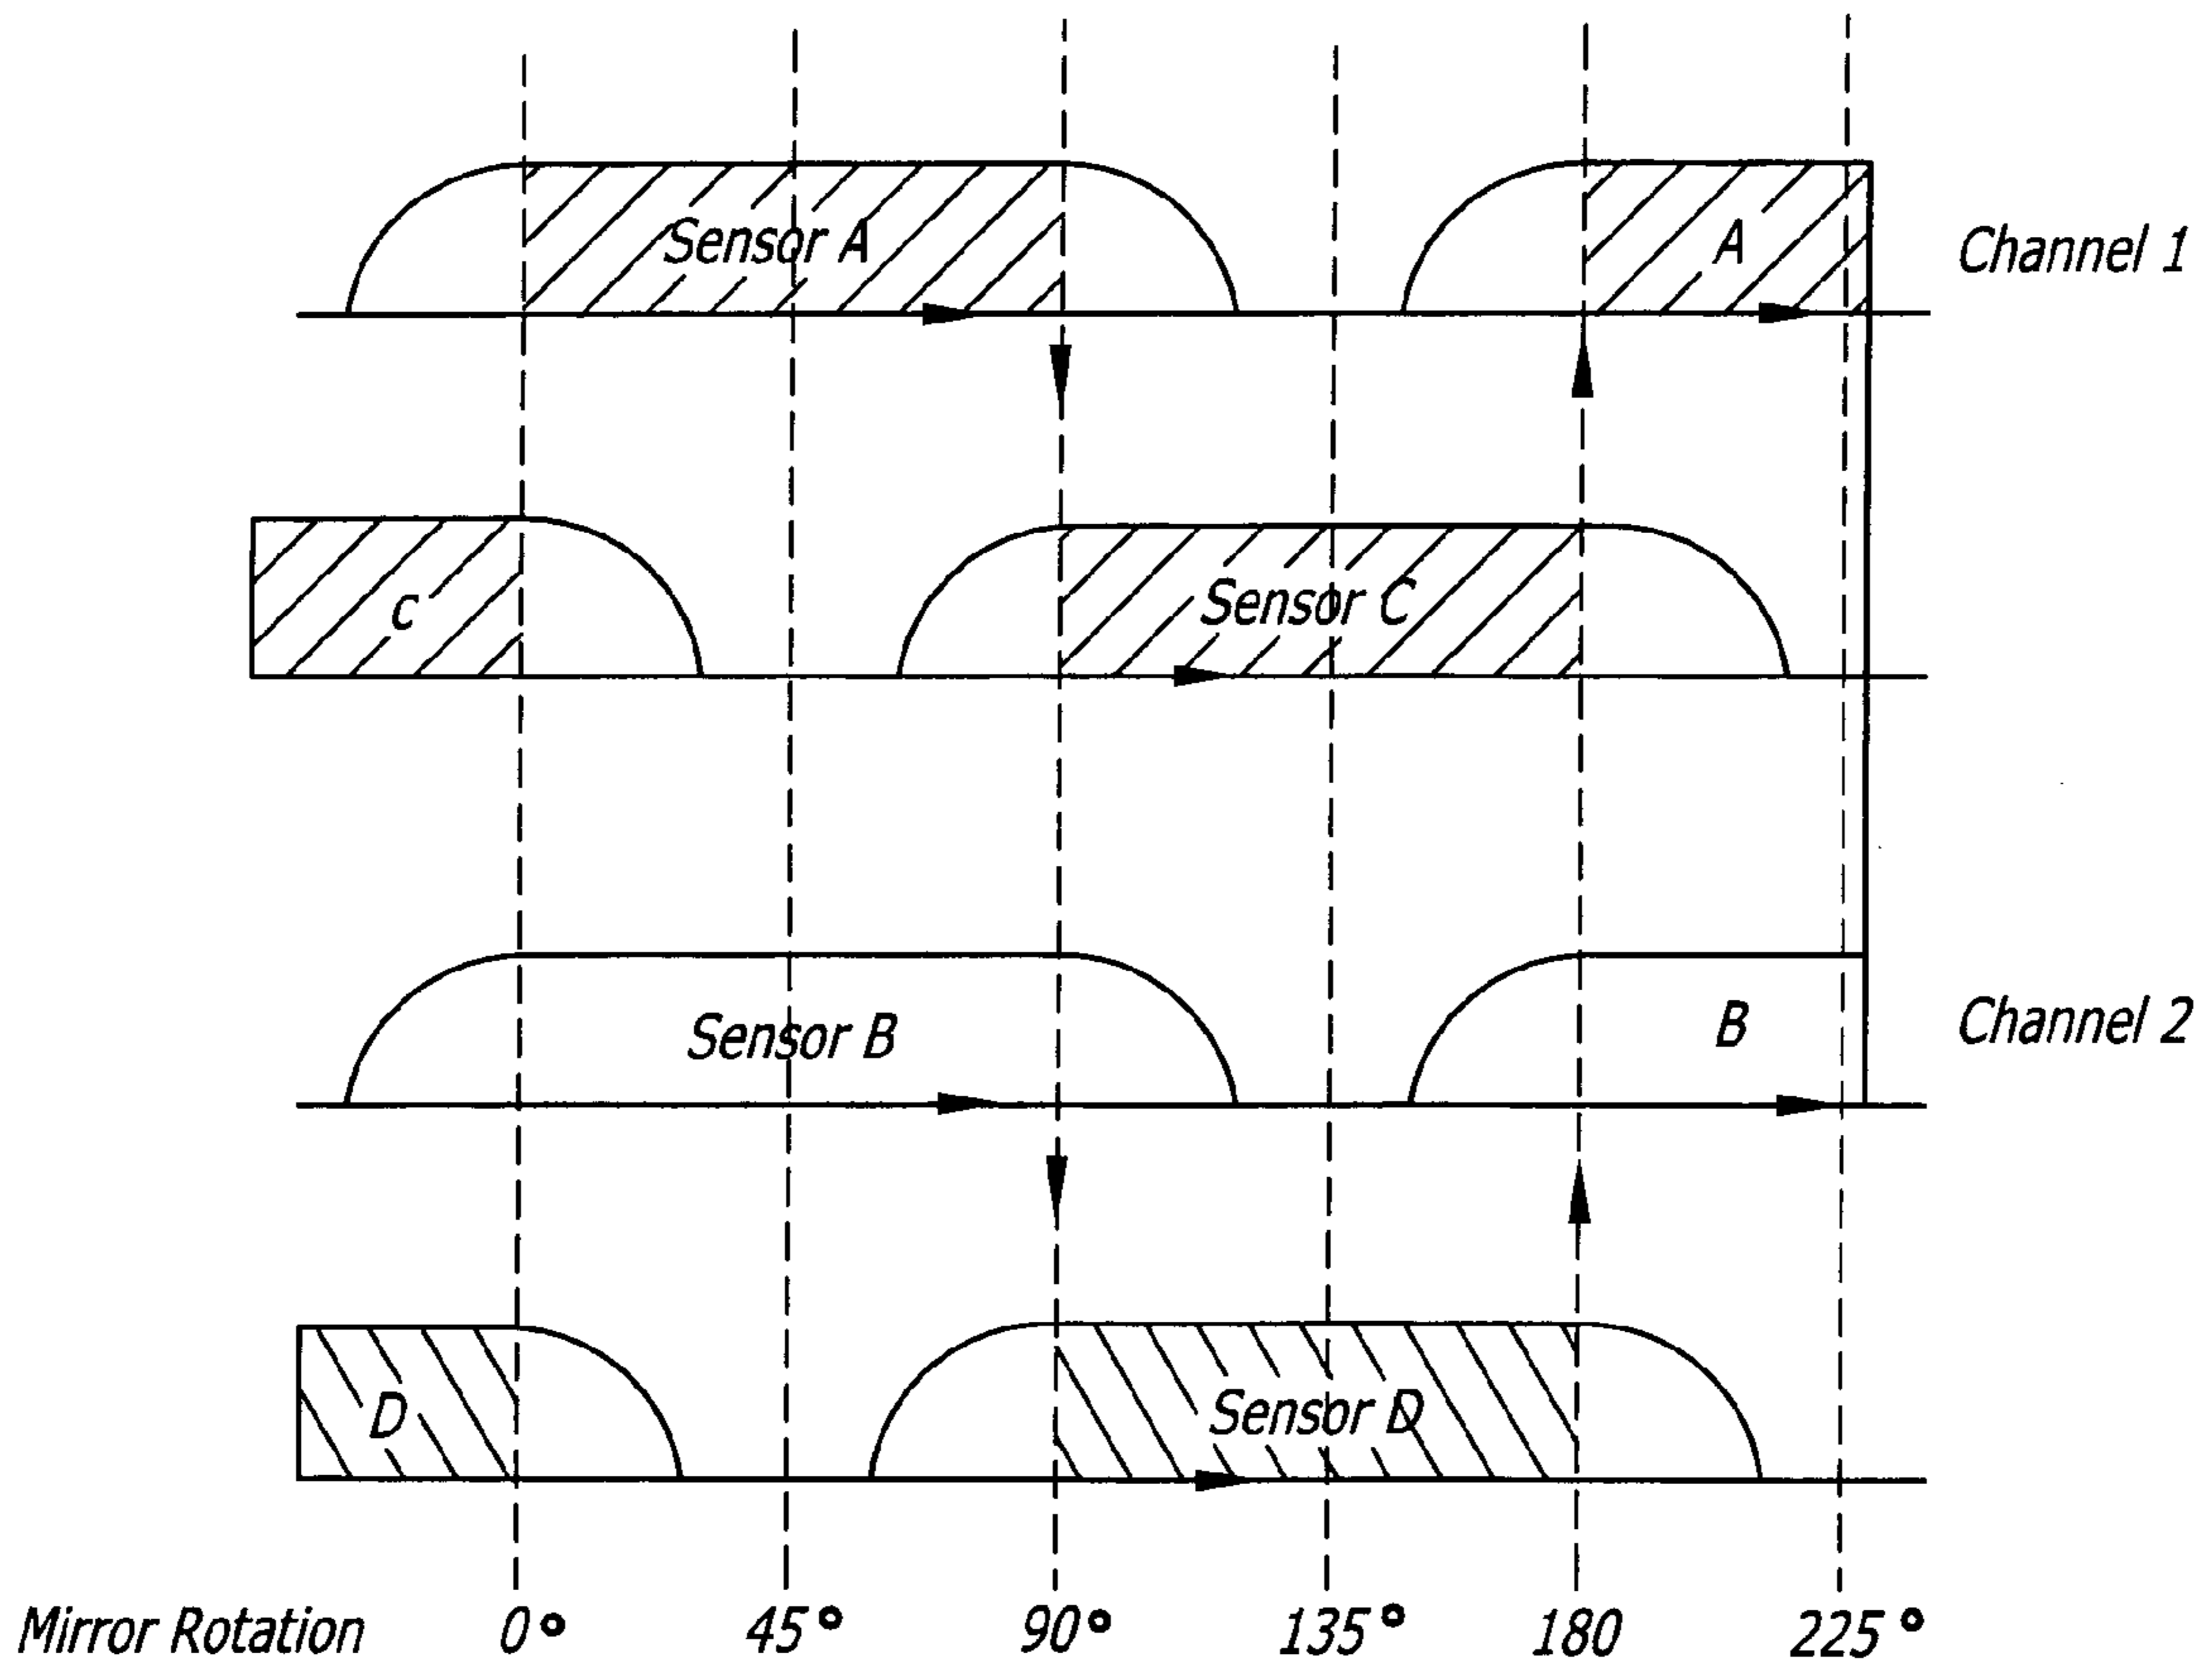 Sensor A A Channel 1
c Sensor C
Sensor B B Channel 2
D Sensor D
Mirror Rotation 0° 45° 90° 135° 180 225°